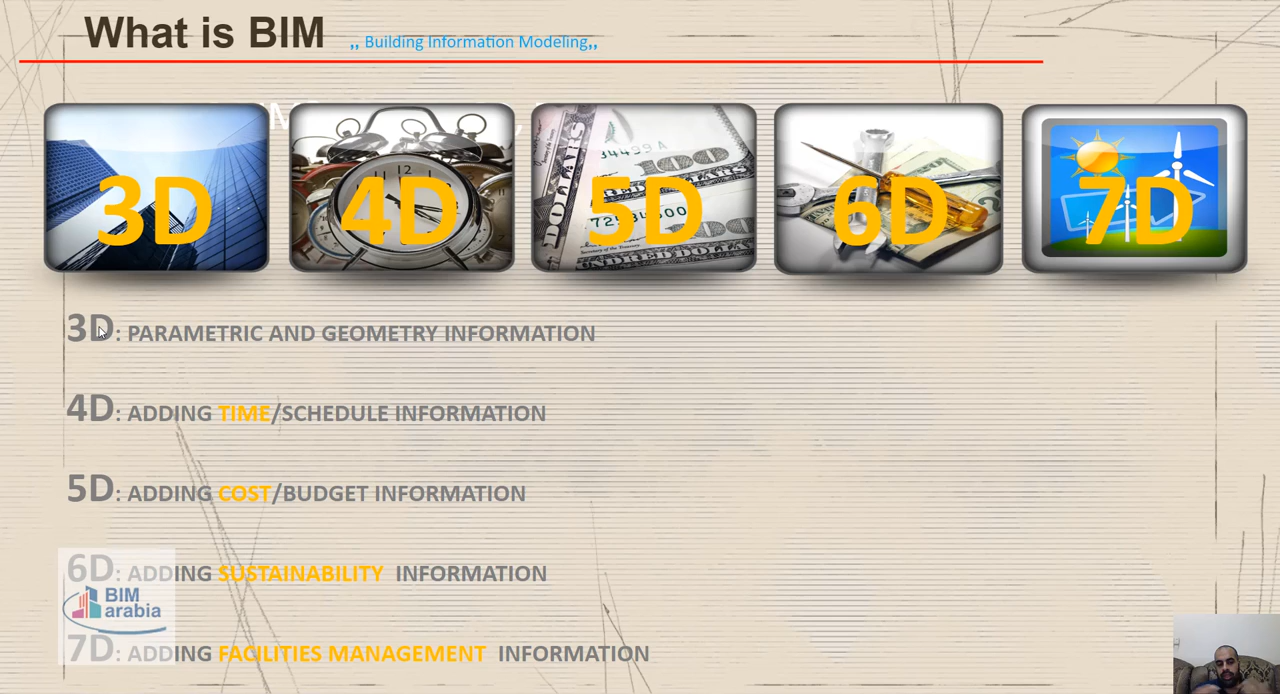 What is BIM ,, Building Information Modeling,,
3D 4D 5D 6D 7D
3D: PARAMETRIC AND GEOMETRY INFORMATION
4D: ADDING TIME/SCHEDULE INFORMATION
5D: ADDING COST/BUDGET INFORMATION
6D: ADDING SUSTAINABILITY INFORMATION
BIM
arabia
7D: ADDING FACILITIES MANAGEMENT INFORMATION